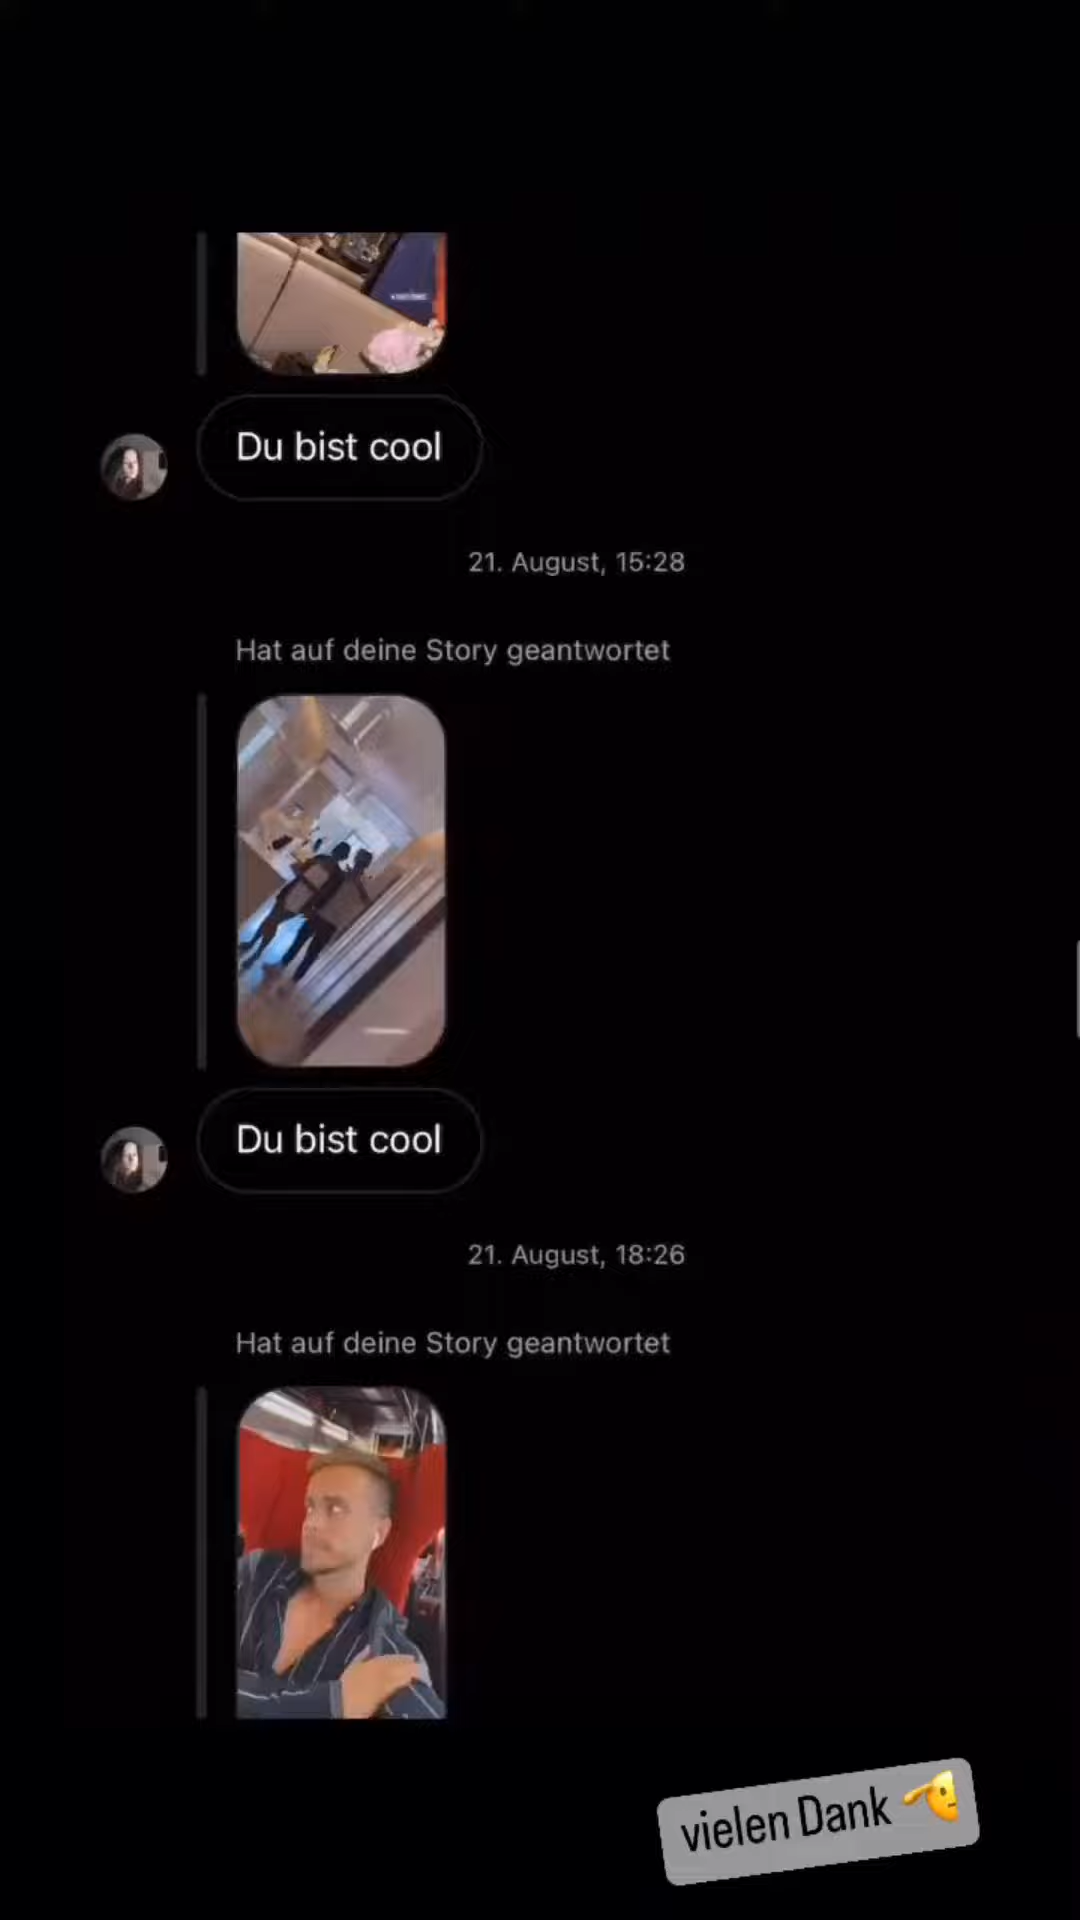 Du bist cool
21. August, 15:28
Hat auf deine Story geantwortet
Du bist cool
21. August, 18:26
Hat auf deine Story geantwortet
vielen Dank 🫡